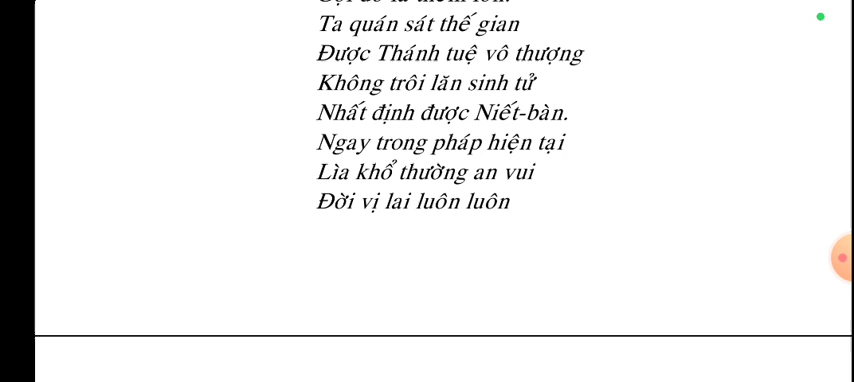 Ta quán sát thế gian
Được Thánh tuệ vô thượng
Không trôi lăn sinh tử
Nhất định được Niết-bàn.
Ngay trong pháp hiện tại
Lìa khổ thường an vui
Đời vị lai luôn luôn